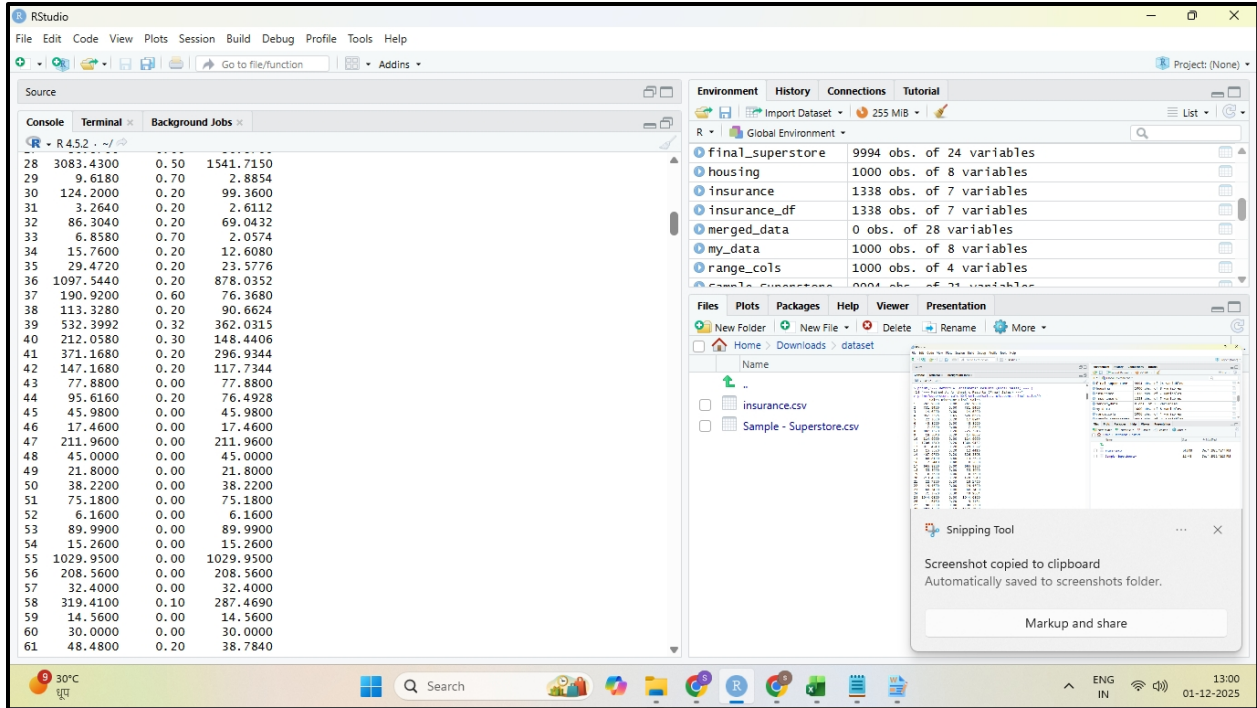 RStudio
File Edit Code View Plots Session Build Debug Profile Tools Help
Go to file/function Addins Project: (None)
Source
Console Terminal Background Jobs
R 4.5.2 · ~/
28 3083.4300 0.50 1541.7150
29 9.6180 0.70 2.8854
30 124.2000 0.20 99.3600
31 3.2640 0.20 2.6112
32 86.3040 0.20 69.0432
33 6.8580 0.70 2.0574
34 15.7600 0.20 12.6080
35 29.4720 0.20 23.5776
36 1097.5440 0.20 878.0352
37 190.9200 0.60 76.3680
38 113.3280 0.20 90.6624
39 532.3992 0.32 362.0315
40 212.0580 0.30 148.4406
41 371.1680 0.20 296.9344
42 147.1680 0.20 117.7344
43 77.8800 0.00 77.8800
44 95.6160 0.20 76.4928
45 45.9800 0.00 45.9800
46 17.4600 0.00 17.4600
47 211.9600 0.00 211.9600
48 45.0000 0.00 45.0000
49 21.8000 0.00 21.8000
50 38.2200 0.00 38.2200
51 75.1800 0.00 75.1800
52 6.1600 0.00 6.1600
53 89.9900 0.00 89.9900
54 15.2600 0.00 15.2600
55 1029.9500 0.00 1029.9500
56 208.5600 0.00 208.5600
57 32.4000 0.00 32.4000
58 319.4100 0.10 287.4690
59 14.5600 0.00 14.5600
60 30.0000 0.00 30.0000
61 48.4800 0.20 38.7840
Environment History Connections Tutorial
Import Dataset 255 MiB List
R Global Environment
final_superstore 9994 obs. of 24 variables
housing 1000 obs. of 8 variables
insurance 1338 obs. of 7 variables
insurance_df 1338 obs. of 7 variables
merged_data 0 obs. of 28 variables
my_data 1000 obs. of 8 variables
range_cols 1000 obs. of 4 variables
Files Plots Packages Help Viewer Presentation
New Folder New File Delete Rename More
Home Downloads dataset
Name
..
insurance.csv
Sample - Superstore.csv
Snipping Tool
Screenshot copied to clipboard
Automatically saved to screenshots folder.
Markup and share
9
30°C
धूप
Search
ENG
IN
13:00
01-12-2025